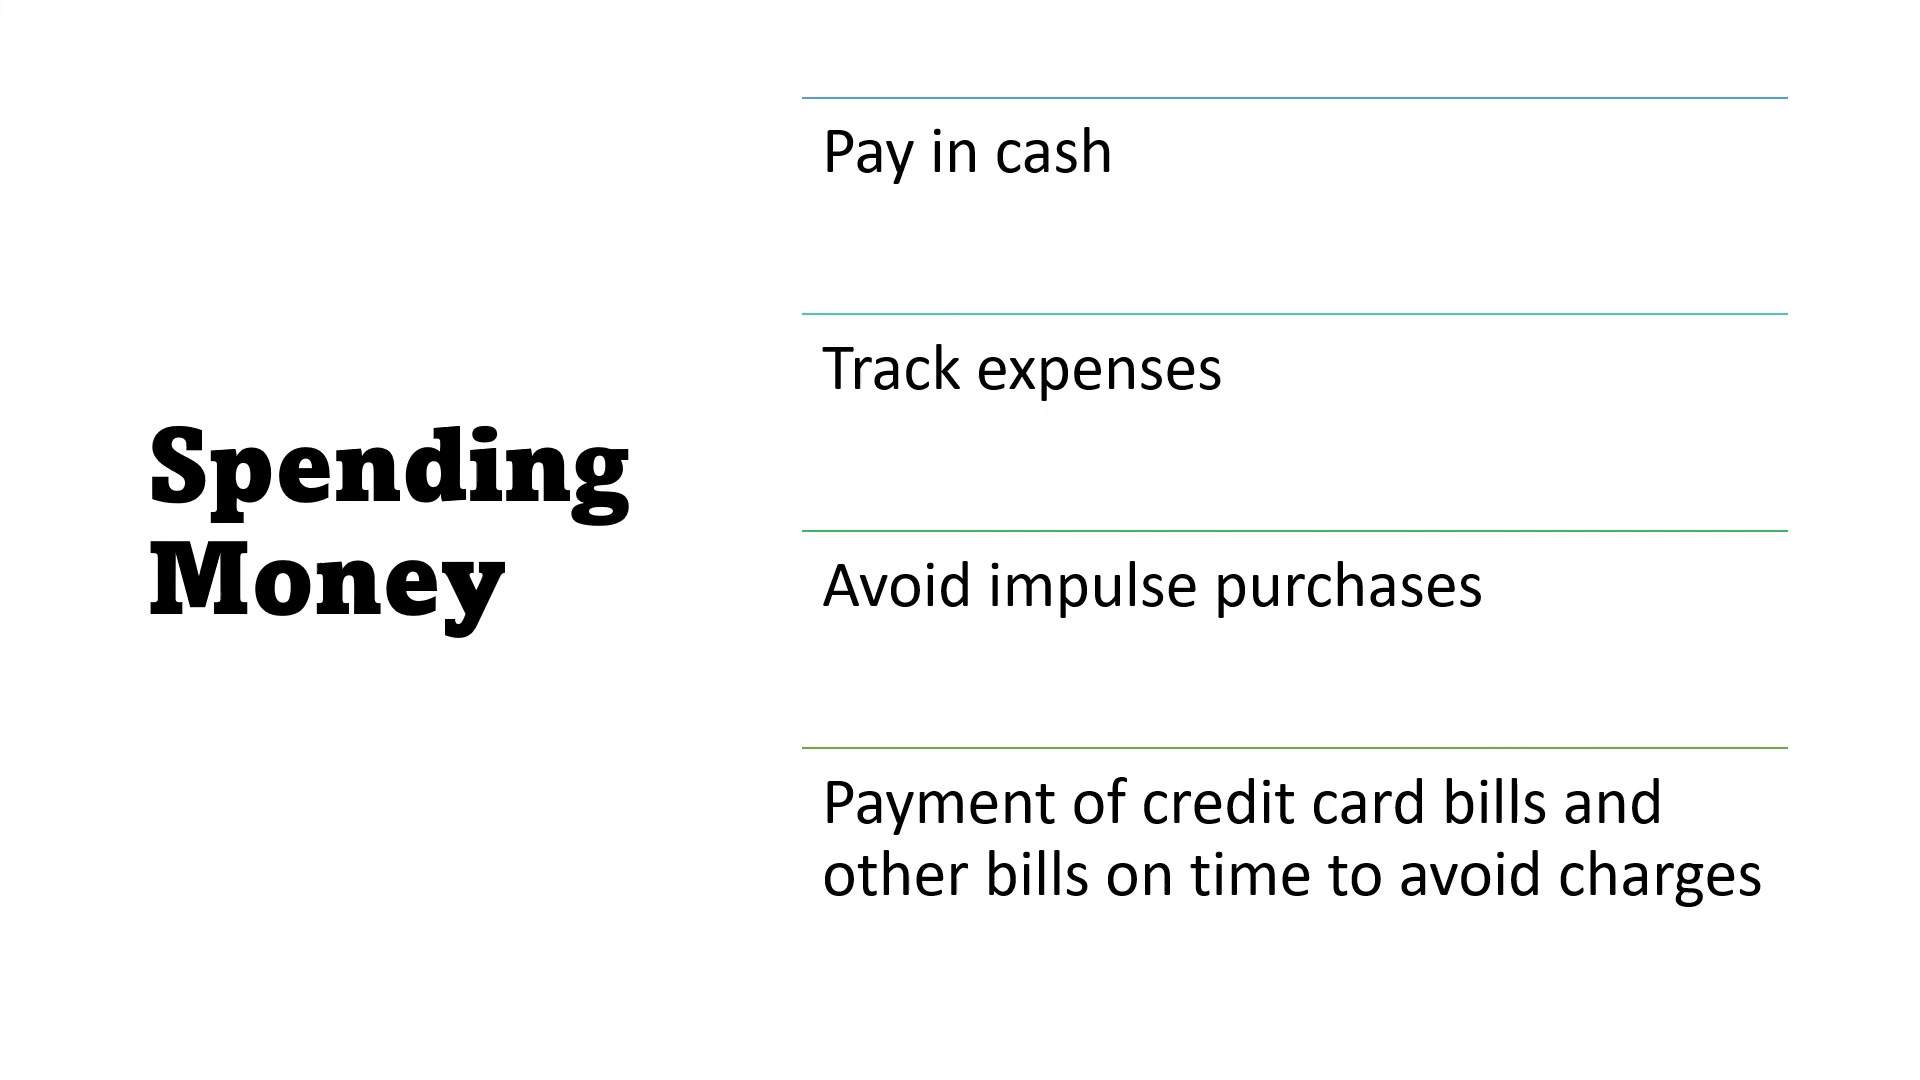 Spending
Money
Pay in cash
Track expenses
Avoid impulse purchases
Payment of credit card bills and
other bills on time to avoid charges